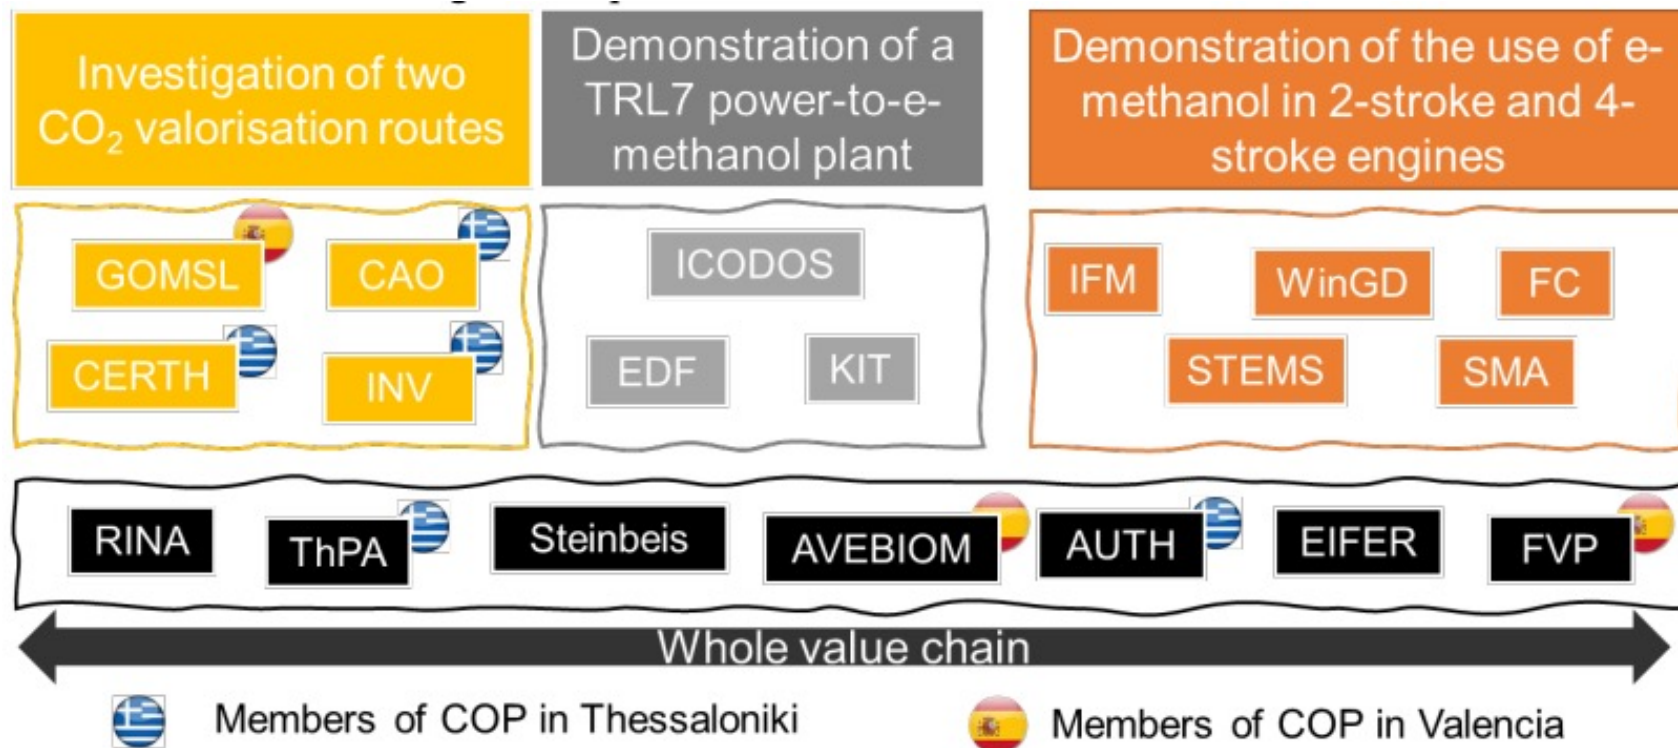 Investigation of two
CO₂ valorisation routes
Demonstration of a
TRL7 power-to-e-
methanol plant
Demonstration of the use of e-
methanol in 2-stroke and 4-
stroke engines
GOMSL
CAO
CERTH
INV
ICODOS
EDF
KIT
IFM
WinGD
FC
STEMS
SMA
RINA
ThPA
Steinbeis
AVEBIOM
AUTH
EIFER
FVP
Whole value chain
Members of COP in Thessaloniki
Members of COP in Valencia